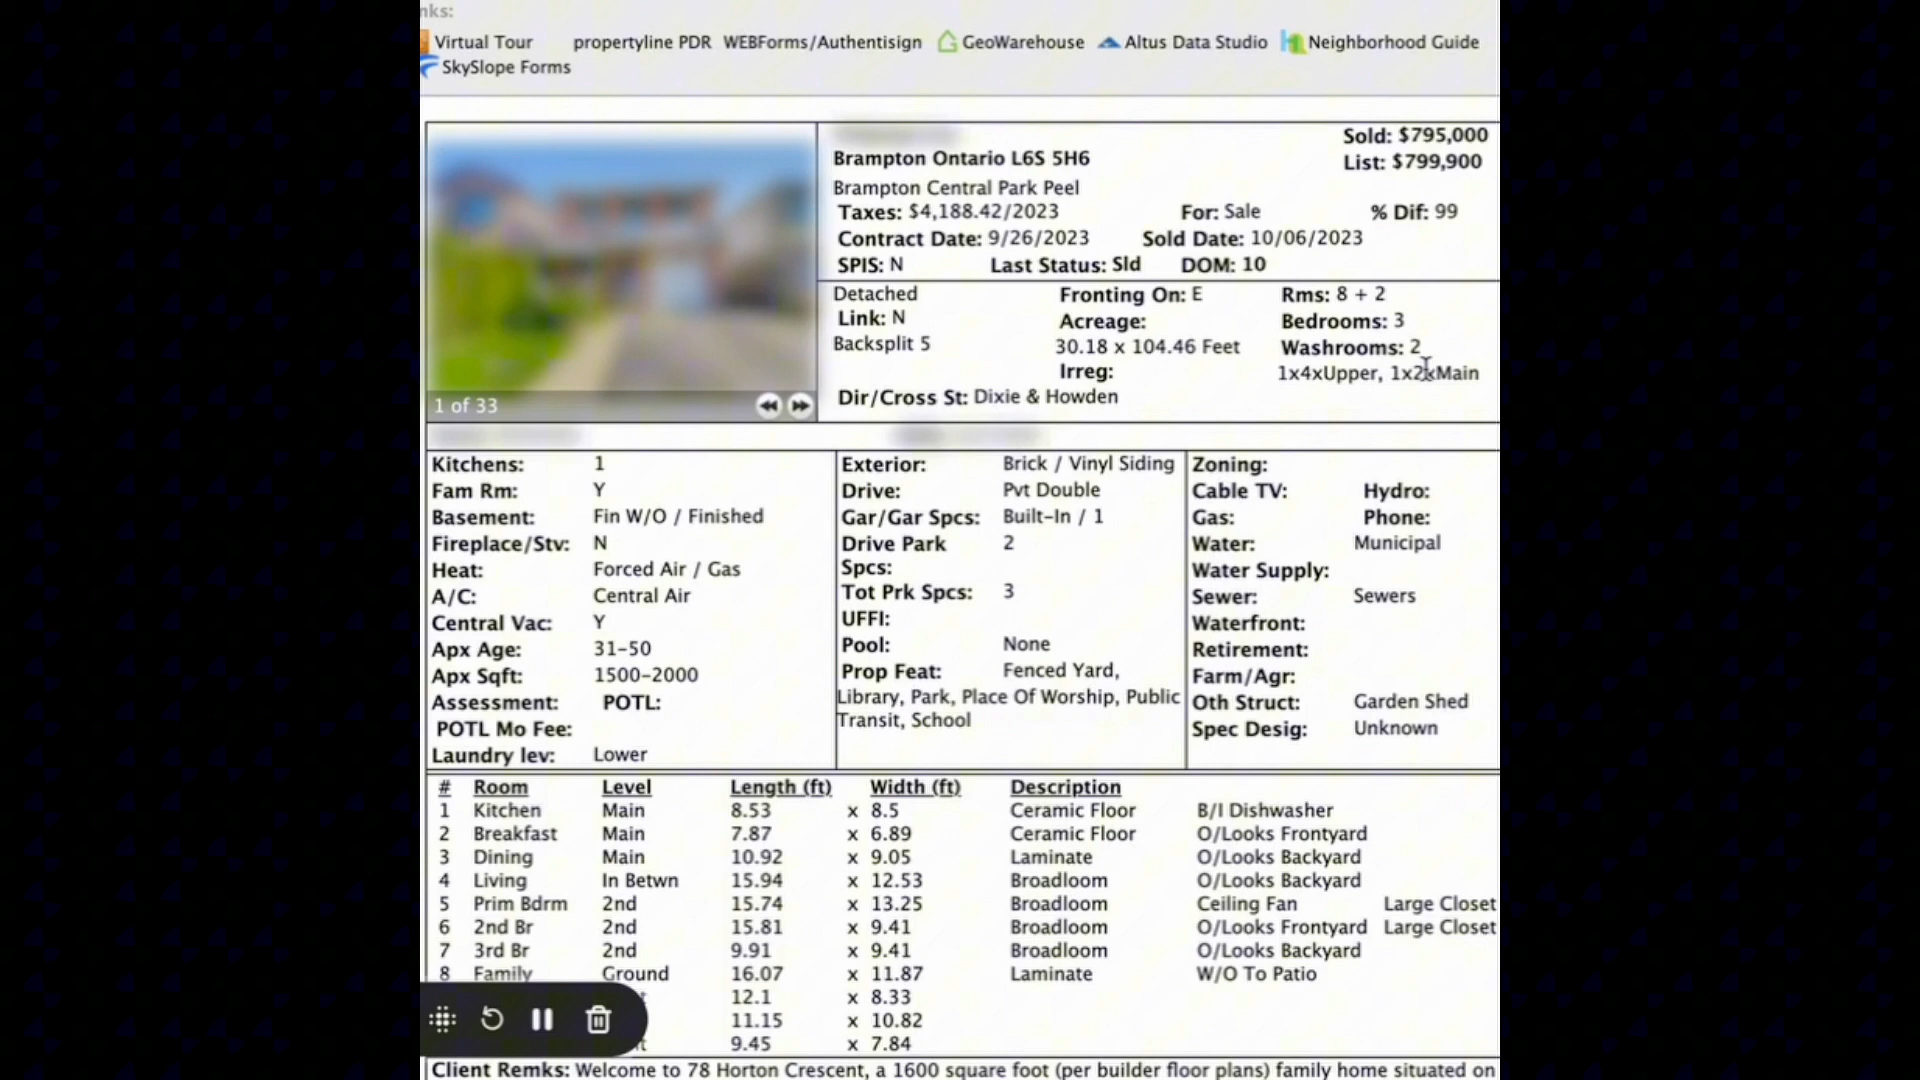 nks:
Virtual Tour propertyline PDR WEBForms/Authentisign GeoWarehouse Altus Data Studio Neighborhood Guide
SkySlope Forms
Sold: $795,000
Brampton Ontario L6S 5H6
List: $799,900
Brampton Central Park Peel
Taxes: $4,188.42/2023 For: Sale % Dif: 99
Contract Date: 9/26/2023 Sold Date: 10/06/2023
SPIS: N Last Status: Sld DOM: 10
Detached Fronting On: E Rms: 8 + 2
Link: N Acreage: Bedrooms: 3
Backsplit 5 30.18 x 104.46 Feet Washrooms: 2
Irreg: 1x4xUpper, 1x2xMain
Dir/Cross St: Dixie & Howden
1 of 33
Kitchens: 1 Exterior: Brick / Vinyl Siding Zoning:
Fam Rm: Y Drive: Pvt Double Cable TV: Hydro:
Basement: Fin W/O / Finished Gar/Gar Spcs: Built-In / 1 Gas: Phone:
Fireplace/Stv: N Drive Park 2 Water: Municipal
Heat: Forced Air / Gas Spcs: Water Supply:
A/C: Central Air Tot Prk Spcs: 3 Sewer: Sewers
Central Vac: Y UFFI: Waterfront:
Apx Age: 31-50 Pool: None Retirement:
Apx Sqft: 1500-2000 Prop Feat: Fenced Yard, Farm/Agr:
Assessment: POTL: Library, Park, Place Of Worship, Public Oth Struct: Garden Shed
POTL Mo Fee: Transit, School Spec Desig: Unknown
Laundry lev: Lower
# Room Level Length (ft) Width (ft) Description
1 Kitchen Main 8.53 x 8.5 Ceramic Floor B/I Dishwasher
2 Breakfast Main 7.87 x 6.89 Ceramic Floor O/Looks Frontyard
3 Dining Main 10.92 x 9.05 Laminate O/Looks Backyard
4 Living In Betwn 15.94 x 12.53 Broadloom O/Looks Backyard
5 Prim Bdrm 2nd 15.74 x 13.25 Broadloom Ceiling Fan Large Closet
6 2nd Br 2nd 15.81 x 9.41 Broadloom O/Looks Frontyard Large Closet
7 3rd Br 2nd 9.91 x 9.41 Broadloom O/Looks Backyard
8 Family Ground 16.07 x 11.87 Laminate W/O To Patio
12.1 x 8.33
11.15 x 10.82
9.45 x 7.84
Client Remks: Welcome to 78 Horton Crescent, a 1600 square foot (per builder floor plans) family home situated on